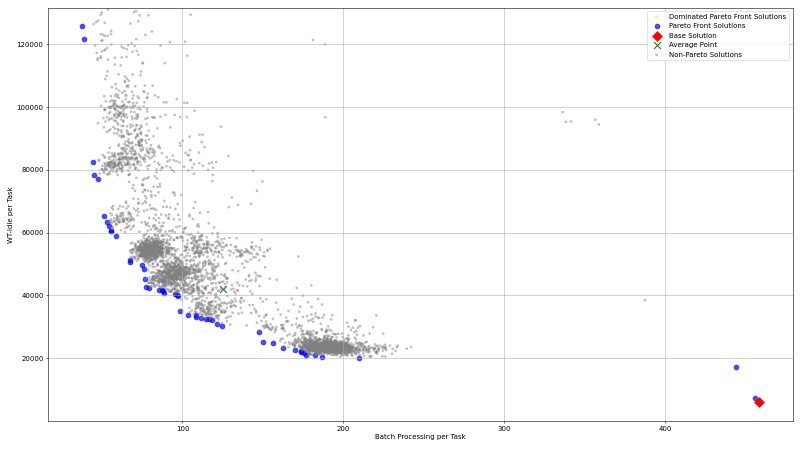 Dominated Pareto Front Solutions
Pareto Front Solutions
Base Solution
Average Point
Non-Pareto Solutions
120000
100000
80000
60000
40000
20000
WT-Idle per Task
100
200
300
400
Batch Processing per Task